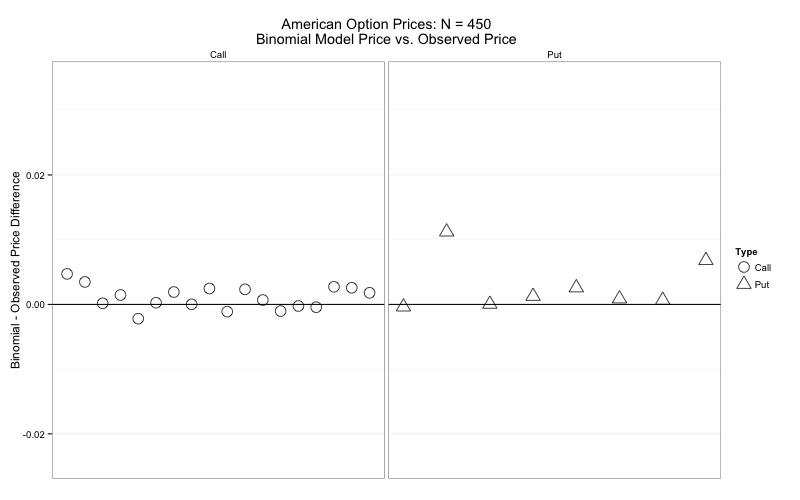 American Option Prices: N = 450
Binomial Model Price vs. Observed Price
Call
Put
Binomial - Observed Price Difference
0.02
0.00
-0.02
Type
Call
Put